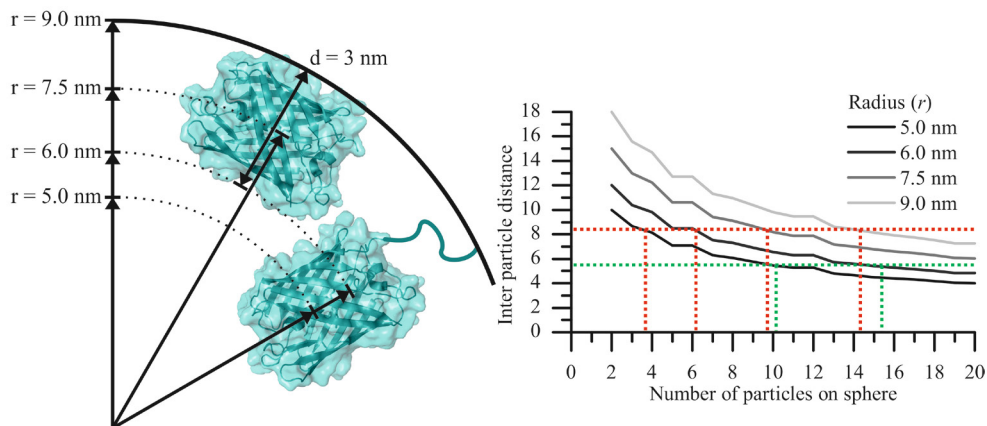 r = 9.0 nm
d = 3 nm
r = 7.5 nm
r = 6.0 nm
r = 5.0 nm
Inter particle distance
18
16
14
12
10
8
6
4
2
0
Radius (r)
5.0 nm
6.0 nm
7.5 nm
9.0 nm
0 2 4 6 8 10 12 14 16 18 20
Number of particles on sphere